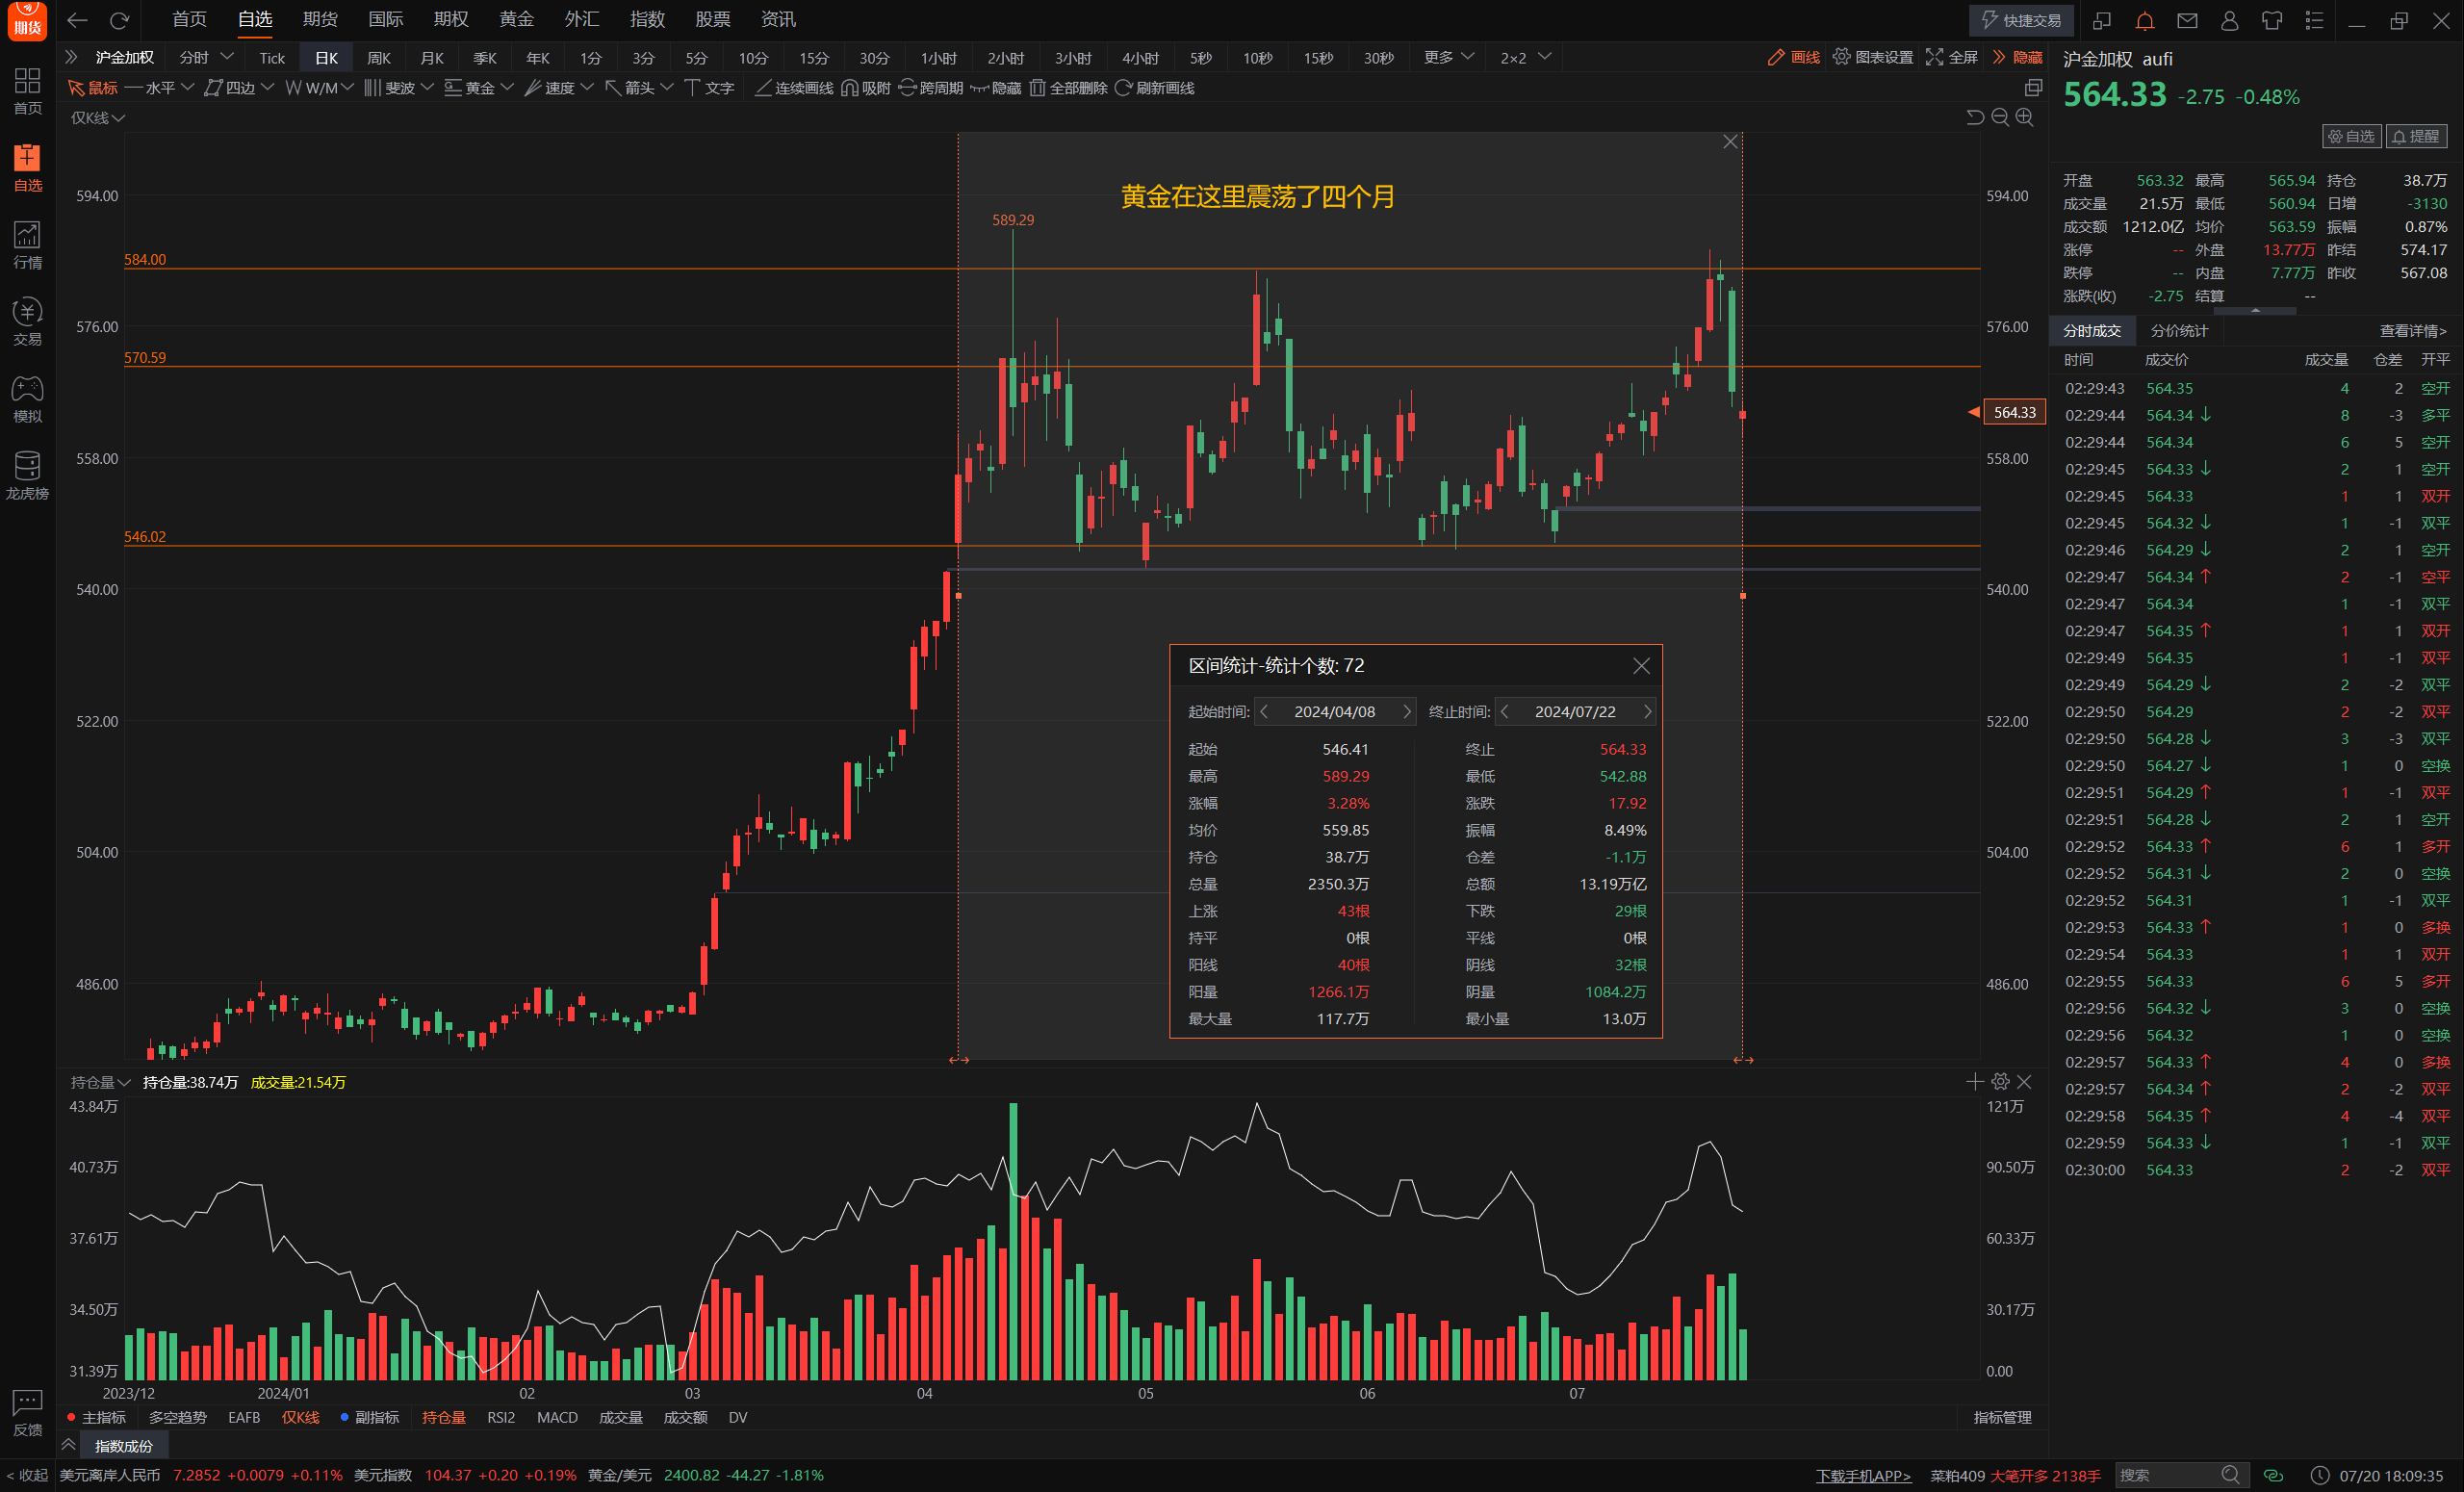 期货 首页 自选 期货 国际 期权 黄金 外汇 指数 股票 资讯 快捷交易
沪金加权 分时 Tick 日K 周K 月K 季K 年K 1分 3分 5分 10分 15分 30分 1小时 2小时 3小时 4小时 5秒 10秒 15秒 30秒 更多 2×2 画线 图表设置 全屏 隐藏
鼠标 水平 四边 W/M 斐波 黄金 速度 箭头 文字 连续画线 吸附 跨周期 隐藏 全部删除 刷新画线
仅K线
首页
自选
行情
交易
模拟
龙虎榜
反馈
黄金在这里震荡了四个月
589.29
584.00
570.59
546.02
594.00 594.00
576.00 576.00
564.33
558.00 558.00
540.00 540.00
522.00 522.00
504.00 504.00
486.00 486.00
区间统计-统计个数: 72
起始时间: 2024/04/08 终止时间: 2024/07/22
起始 546.41 终止 564.33
最高 589.29 最低 542.88
涨幅 3.28% 涨跌 17.92
均价 559.85 振幅 8.49%
持仓 38.7万 仓差 -1.1万
总量 2350.3万 总额 13.19万亿
上涨 43根 下跌 29根
持平 0根 平线 0根
阳线 40根 阴线 32根
阳量 1266.1万 阴量 1084.2万
最大量 117.7万 最小量 13.0万
持仓量 持仓量:38.74万 成交量:21.54万
43.84万 121万
40.73万 90.50万
37.61万 60.33万
34.50万 30.17万
31.39万 0.00
2023/12 2024/01 02 03 04 05 06 07
主指标 多空趋势 EAFB 仅K线 副指标 持仓量 RSI2 MACD 成交量 成交额 DV 指标管理
指数成份
沪金加权 aufi
564.33 -2.75 -0.48%
自选 提醒
开盘 563.32 最高 565.94 持仓 38.7万
成交量 21.5万 最低 560.94 日增 -3130
成交额 1212.0亿 均价 563.59 振幅 0.87%
涨停 -- 外盘 13.77万 昨结 574.17
跌停 -- 内盘 7.77万 昨收 567.08
涨跌(收) -2.75 结算 --
分时成交 分价统计 查看详情>
时间 成交价 成交量 仓差 开平
02:29:43 564.35 4 2 空开
02:29:44 564.34↓ 8 -3 多平
02:29:44 564.34 6 5 空开
02:29:45 564.33↓ 2 1 空开
02:29:45 564.33 1 1 双开
02:29:45 564.32↓ 1 -1 双平
02:29:46 564.29↓ 2 1 空开
02:29:47 564.34↑ 2 -1 空平
02:29:47 564.34 1 -1 双平
02:29:47 564.35↑ 1 1 双开
02:29:49 564.35 1 -1 双平
02:29:49 564.29↓ 2 -2 双平
02:29:50 564.29 2 -2 双平
02:29:50 564.28↓ 3 -3 双平
02:29:50 564.27↓ 1 0 空换
02:29:51 564.29↑ 1 -1 双平
02:29:51 564.28↓ 2 1 空开
02:29:52 564.33↑ 6 1 多开
02:29:52 564.31↓ 2 0 空换
02:29:52 564.31 1 -1 双平
02:29:53 564.33↑ 1 0 多换
02:29:54 564.33 1 1 双开
02:29:55 564.33 6 5 多开
02:29:56 564.32↓ 3 0 空换
02:29:56 564.32 1 0 空换
02:29:57 564.33↑ 4 0 多换
02:29:57 564.34↑ 2 -2 双平
02:29:58 564.35↑ 4 -4 双平
02:29:59 564.33↓ 1 -1 双平
02:30:00 564.33 2 -2 双平
< 收起 美元离岸人民币 7.2852 +0.0079 +0.11% 美元指数 104.37 +0.20 +0.19% 黄金/美元 2400.82 -44.27 -1.81% 下载手机APP> 菜粕409 大笔开多 2138手 搜索 07/20 18:09:35